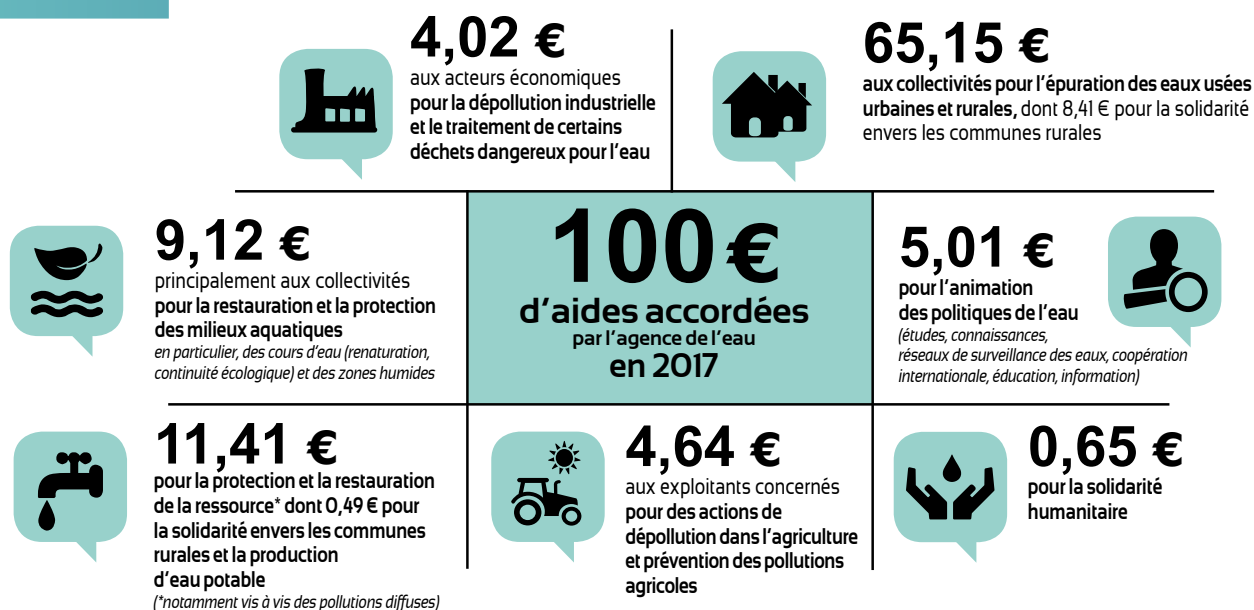 4,02 €
aux acteurs économiques
pour la dépollution industrielle
et le traitement de certains
déchets dangereux pour l'eau
65,15 €
aux collectivités pour l'épuration des eaux usées
urbaines et rurales, dont 8,41 € pour la solidarité
envers les communes rurales
9,12 €
principalement aux collectivités
pour la restauration et la protection
des milieux aquatiques
en particulier, des cours d'eau (renaturation,
continuité écologique) et des zones humides
100 €
d'aides accordées
par l'agence de l'eau
en 2017
5,01 €
pour l'animation
des politiques de l'eau
(études, connaissances,
réseaux de surveillance des eaux, coopération
internationale, éducation, information)
11,41 €
pour la protection et la restauration
de la ressource* dont 0,49 € pour
la solidarité envers les communes
rurales et la production
d'eau potable
(*notamment vis à vis des pollutions diffuses)
4,64 €
aux exploitants concernés
pour des actions de
dépollution dans l'agriculture
et prévention des pollutions
agricoles
0,65 €
pour la solidarité
humanitaire